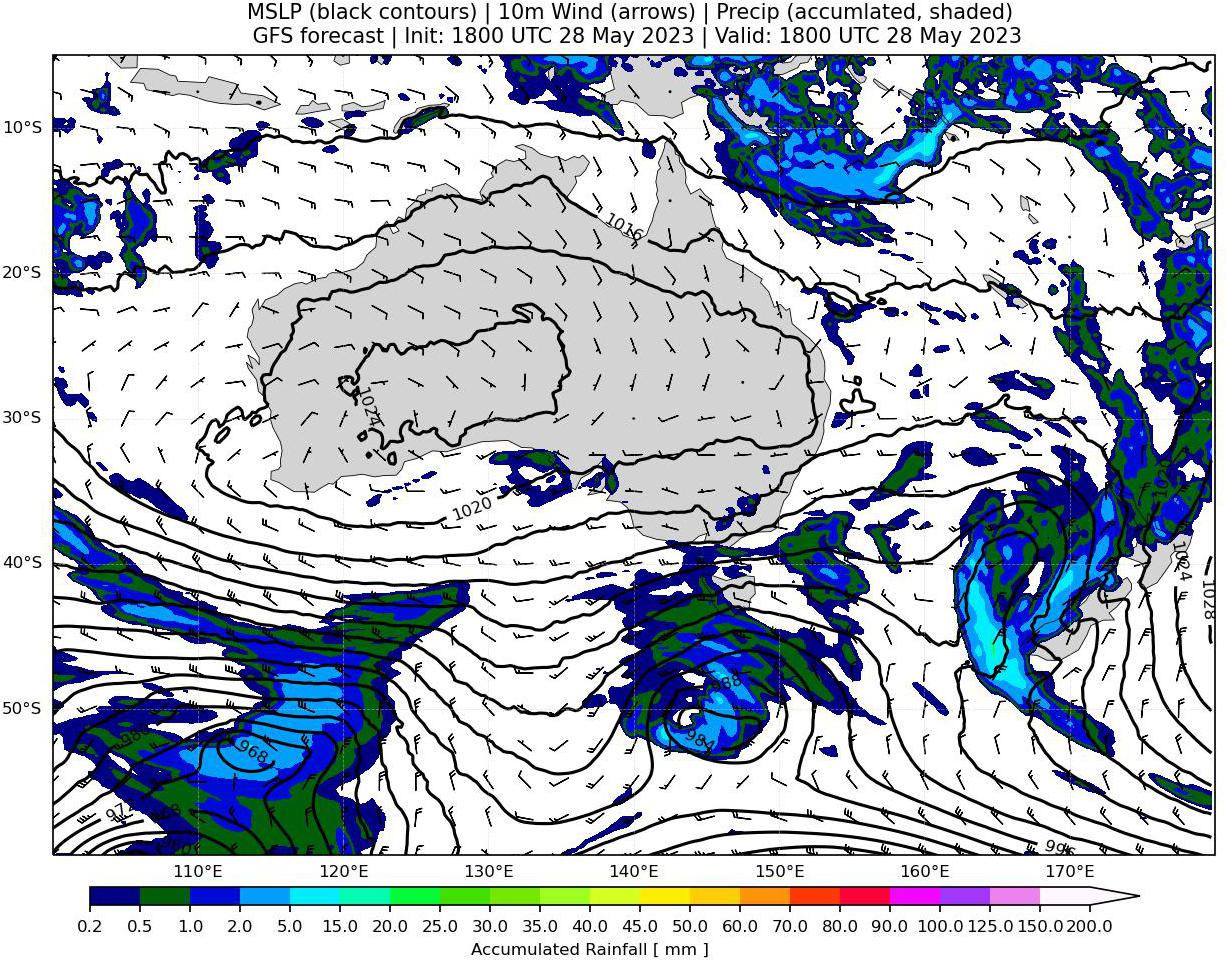 MSLP (black contours) | 10m Wind (arrows) | Precip (accumlated, shaded)
GFS forecast | Init: 1800 UTC 28 May 2023 | Valid: 1800 UTC 28 May 2023
10°S
1016
20°S
1024
30°S
1020
1020
40°S
1024
1028
988
50°S
984
968
974
996
110°E 120°E 130°E 140°E 150°E 160°E 170°E
0.2 0.5 1.0 2.0 5.0 10.0 15.0 20.0 25.0 30.0 35.0 40.0 45.0 50.0 60.0 70.0 80.0 90.0 100.0 125.0 150.0 200.0
Accumulated Rainfall [ mm ]